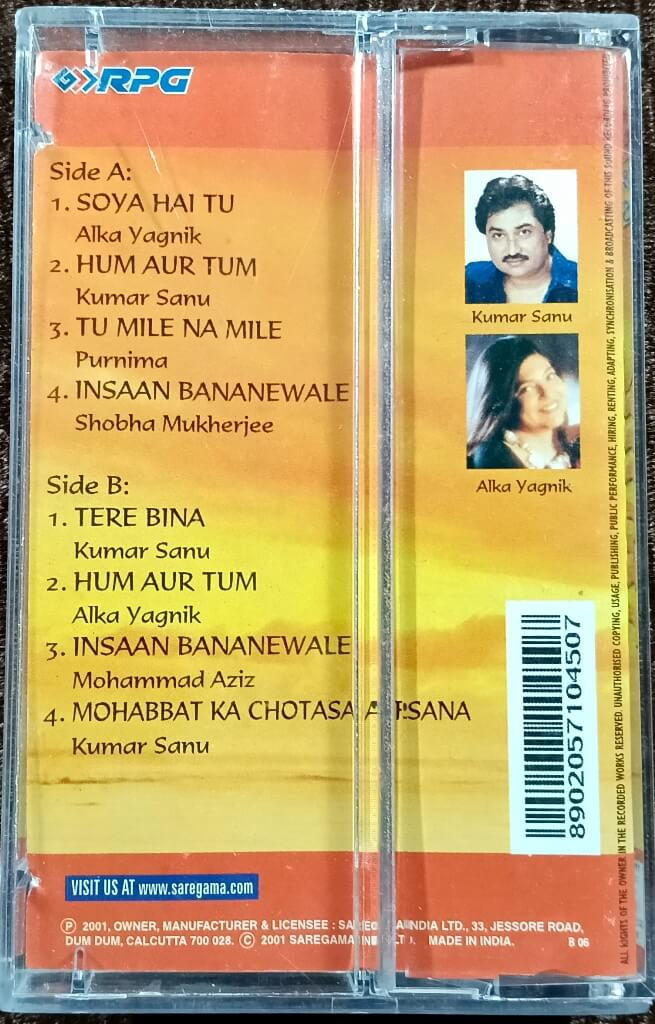 RPG
Side A:
1. SOYA HAI TU
Alka Yagnik
2. HUM AUR TUM
Kumar Sanu
3. TU MILE NA MILE
Purnima
4. INSAAN BANANEWALE
Shobha Mukherjee
Side B:
1. TERE BINA
Kumar Sanu
2. HUM AUR TUM
Alka Yagnik
3. INSAAN BANANEWALE
Mohammad Aziz
4. MOHABBAT KA CHOTASA AFSANA
Kumar Sanu
Kumar Sanu
Alka Yagnik
8902057104507
VISIT US AT www.saregama.com
Ⓟ 2001, OWNER, MANUFACTURER & LICENSEE : SAREGAMA INDIA LTD., 33, JESSORE ROAD,
DUM DUM, CALCUTTA 700 028. © 2001 SAREGAMA INDIA LTD. MADE IN INDIA. B 06
ALL RIGHTS OF THE OWNER IN THE RECORDED WORKS RESERVED. UNAUTHORISED COPYING, USAGE, PUBLISHING, PUBLIC PERFORMANCE, HIRING, RENTING, ADAPTING, SYNCHRONISATION & BROADCASTING OF THIS SOUND RECORDING PROHIBITED